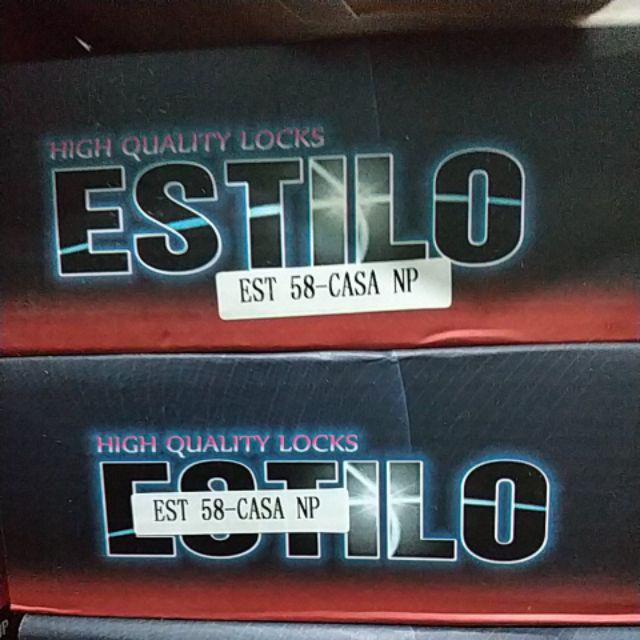 HIGH QUALITY LOCKS
ESTILO
EST 58-CASA NP
HIGH QUALITY LOCKS
ESTILO
EST 58-CASA NP